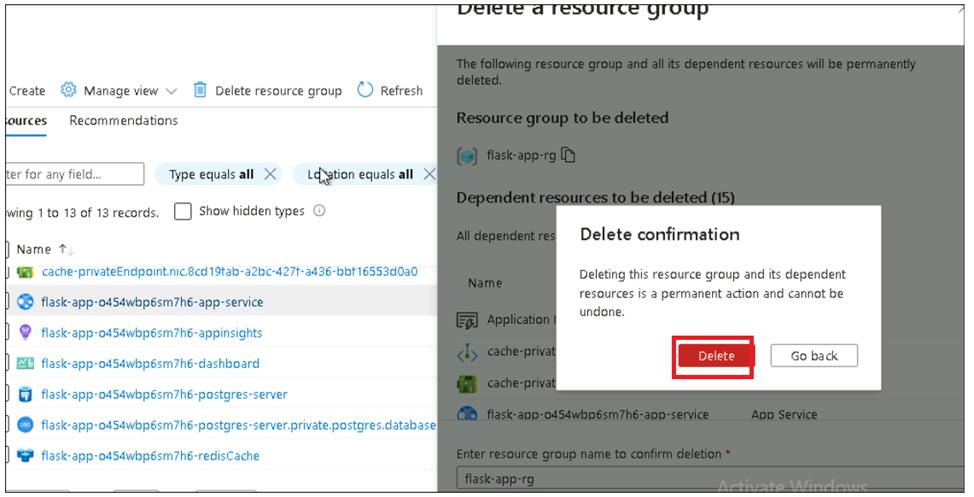 Delete a resource group
The following resource group and all its dependent resources will be permanently
deleted.
Create Manage view Delete resource group Refresh
ources Recommendations
Resource group to be deleted
flask-app-rg
ter for any field... Type equals all Location equals all
Dependent resources to be deleted (15)
wing 1 to 13 of 13 records. Show hidden types
All dependent res
Name
cache-privateEndpoint.nic.8cd19fab-a2bc-427f-a436-bbf16553d0a0
flask-app-o454wbp6sm7h6-app-service
flask-app-o454wbp6sm7h6-appinsights
flask-app-o454wbp6sm7h6-dashboard
flask-app-o454wbp6sm7h6-postgres-server
flask-app-o454wbp6sm7h6-postgres-server.private.postgres.database
flask-app-o454wbp6sm7h6-redisCache
Name
Application I
cache-privat
cache-privat
flask-app-o454wbp6sm7h6-app-service App Service
Delete confirmation
Deleting this resource group and its dependent
resources is a permanent action and cannot be
undone.
Delete Go back
Enter resource group name to confirm deletion *
flask-app-rg
Activate Windows